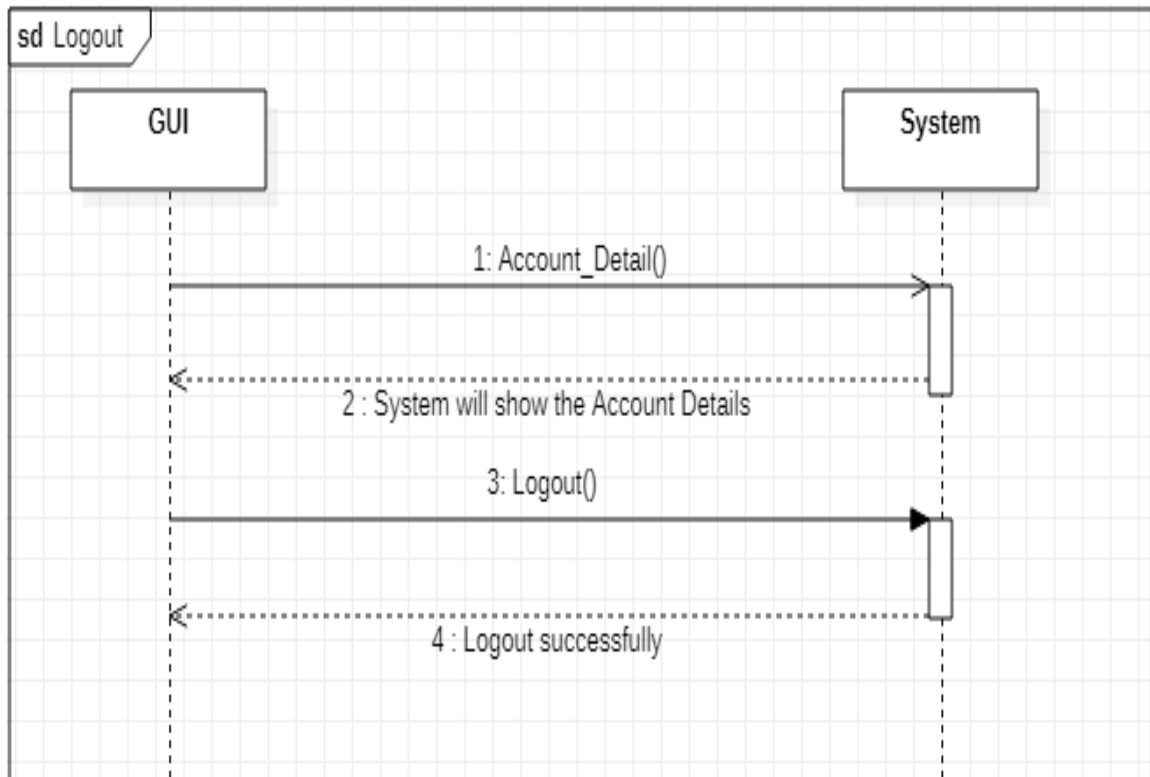 sd Logout
GUI
System
1: Account_Detail()
2 : System will show the Account Details
3: Logout()
4 : Logout successfully